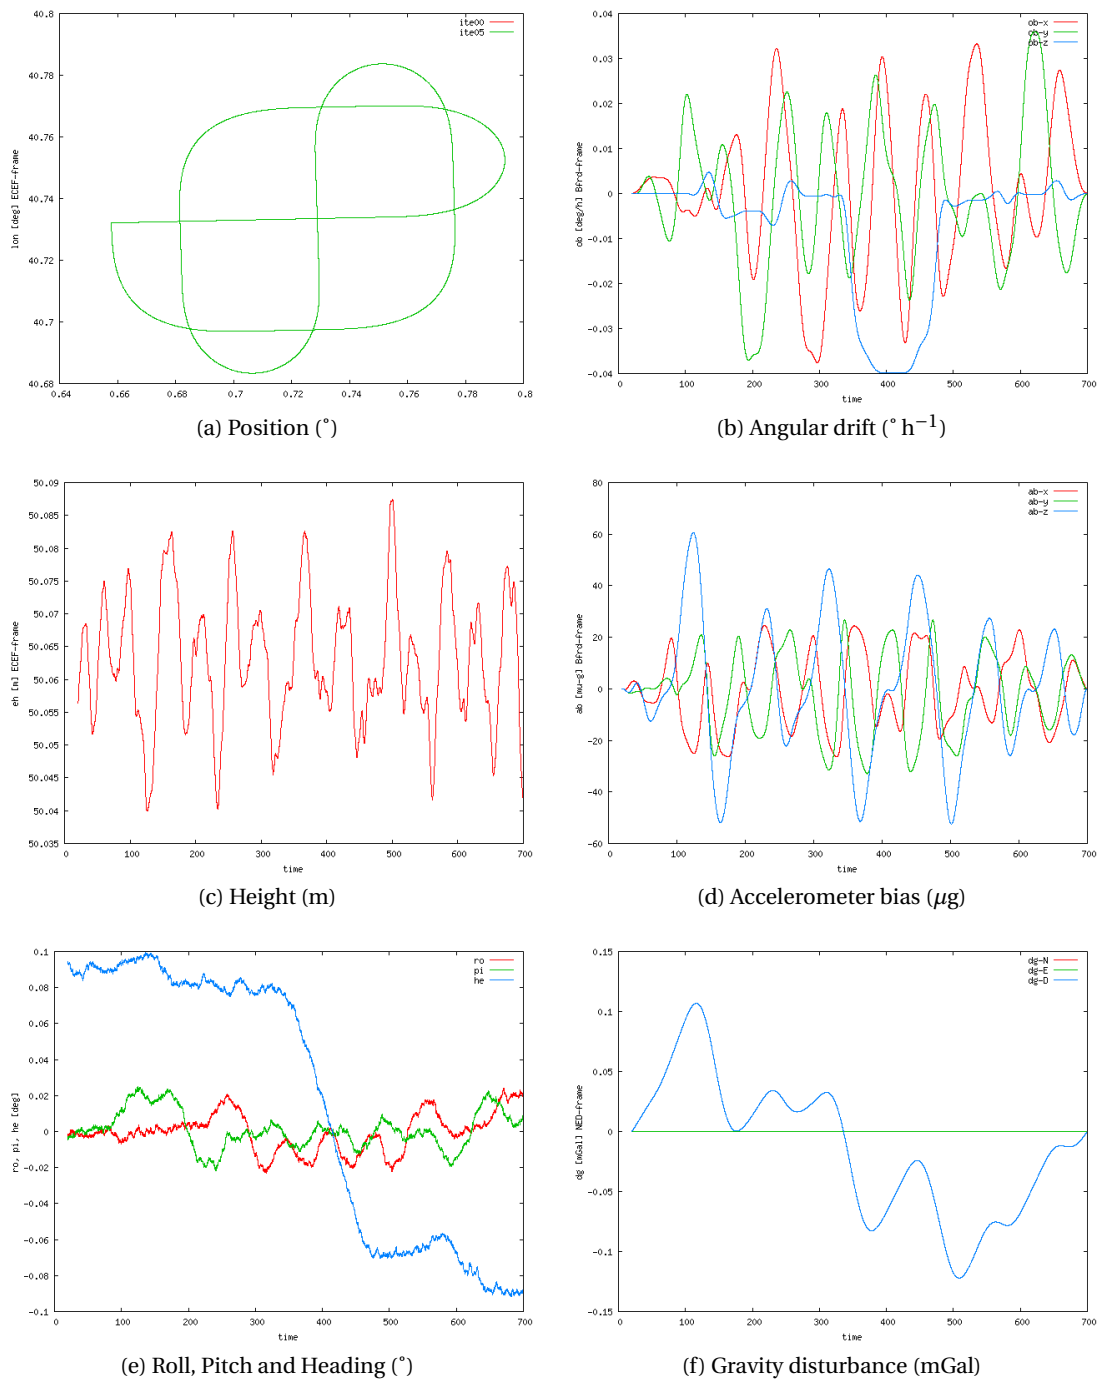 40.8
40.78
40.76
40.74
40.72
40.7
40.68
lon [deg] ECEF-frame
ite00
ite05
0.64 0.66 0.68 0.7 0.72 0.74 0.76 0.78 0.8
(a) Position (°)
0.04
0.03
0.02
0.01
0
-0.01
-0.02
-0.03
-0.04
ob [deg/h] Bfrd-frame
ob-x
ob-y
ob-z
0 100 200 300 400 500 600 700
time
(b) Angular drift (° h−1)
50.09
50.085
50.08
50.075
50.07
50.065
50.06
50.055
50.05
50.045
50.04
50.035
eh [m] ECEF-frame
0 100 200 300 400 500 600 700
time
(c) Height (m)
80
60
40
20
0
-20
-40
-60
ab [mu-g] Bfrd-frame
ab-x
ab-y
ab-z
0 100 200 300 400 500 600 700
time
(d) Accelerometer bias (μg)
0.1
0.08
0.06
0.04
0.02
0
-0.02
-0.04
-0.06
-0.08
-0.1
ro, pi, he [deg]
ro
pi
he
0 100 200 300 400 500 600 700
time
(e) Roll, Pitch and Heading (°)
0.15
0.1
0.05
0
-0.05
-0.1
-0.15
dg [mGal] NED-frame
dg-N
dg-E
dg-D
0 100 200 300 400 500 600 700
time
(f) Gravity disturbance (mGal)